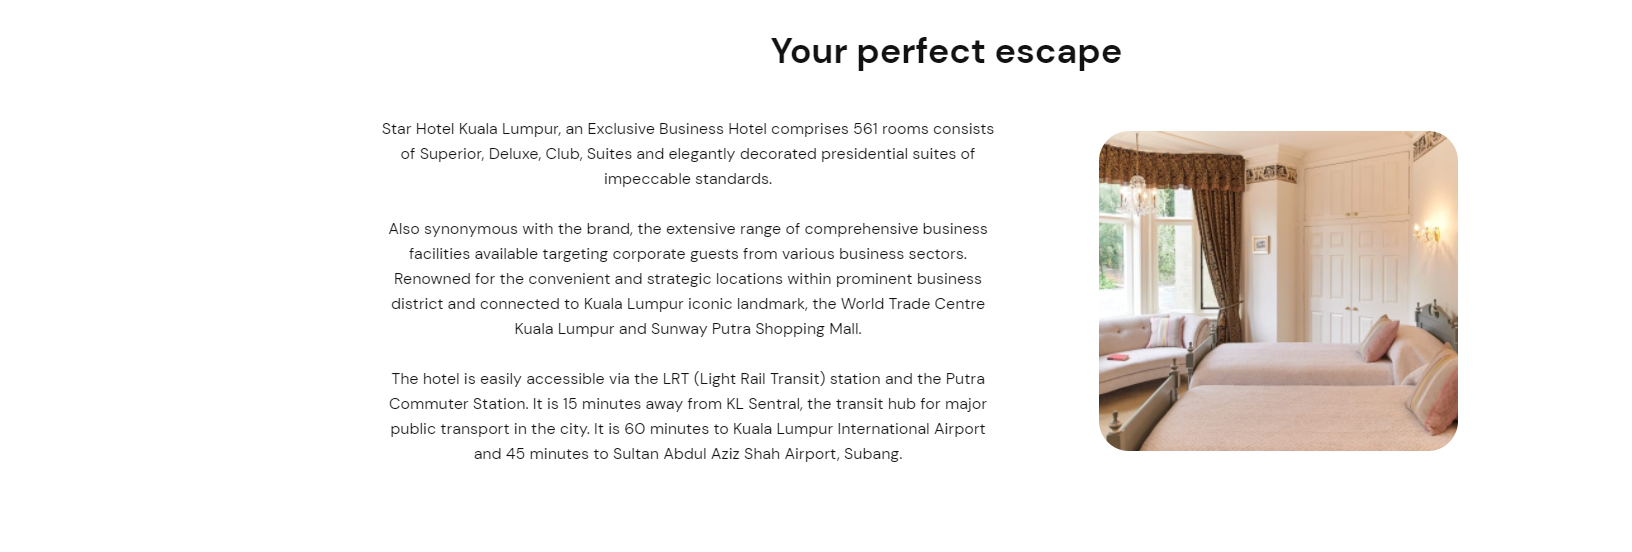 Your perfect escape
Star Hotel Kuala Lumpur, an Exclusive Business Hotel comprises 561 rooms consists
of Superior, Deluxe, Club, Suites and elegantly decorated presidential suites of
impeccable standards.
Also synonymous with the brand, the extensive range of comprehensive business
facilities available targeting corporate guests from various business sectors.
Renowned for the convenient and strategic locations within prominent business
district and connected to Kuala Lumpur iconic landmark, the World Trade Centre
Kuala Lumpur and Sunway Putra Shopping Mall.
The hotel is easily accessible via the LRT (Light Rail Transit) station and the Putra
Commuter Station. It is 15 minutes away from KL Sentral, the transit hub for major
public transport in the city. It is 60 minutes to Kuala Lumpur International Airport
and 45 minutes to Sultan Abdul Aziz Shah Airport, Subang.